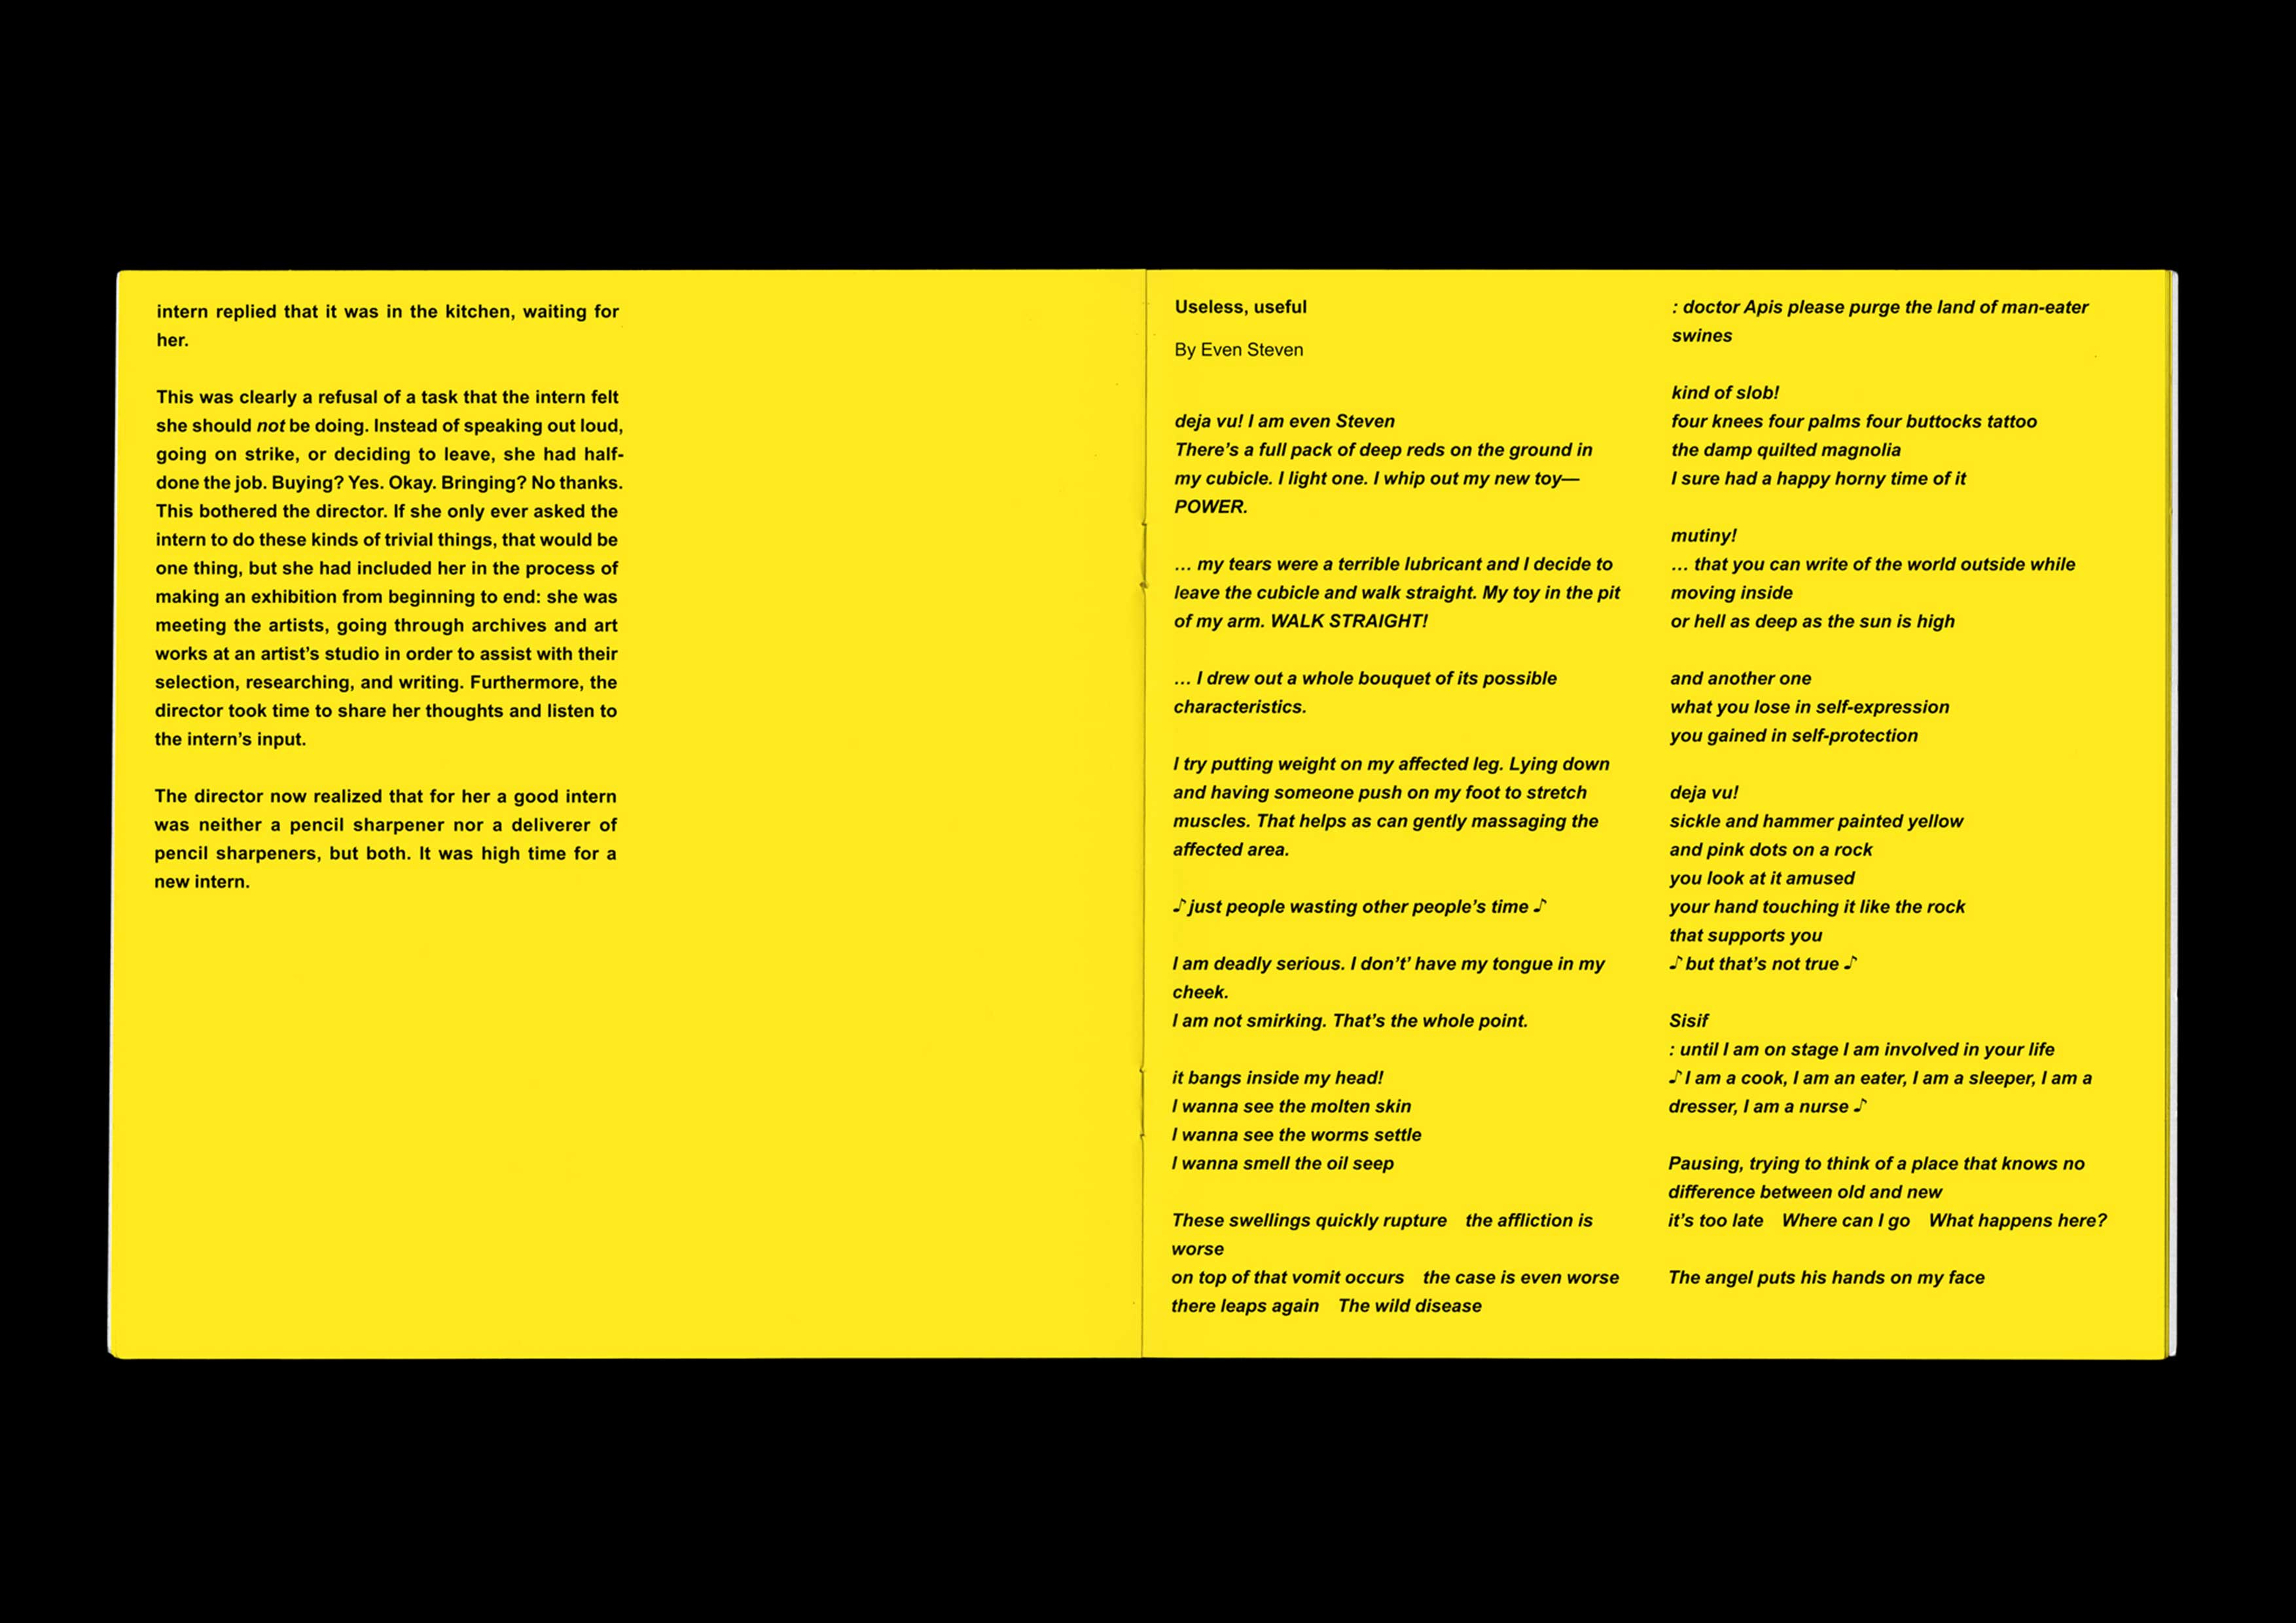 intern replied that it was in the kitchen, waiting for
her.
This was clearly a refusal of a task that the intern felt
she should not be doing. Instead of speaking out loud,
going on strike, or deciding to leave, she had half-
done the job. Buying? Yes. Okay. Bringing? No thanks.
This bothered the director. If she only ever asked the
intern to do these kinds of trivial things, that would be
one thing, but she had included her in the process of
making an exhibition from beginning to end: she was
meeting the artists, going through archives and art
works at an artist’s studio in order to assist with their
selection, researching, and writing. Furthermore, the
director took time to share her thoughts and listen to
the intern’s input.
The director now realized that for her a good intern
was neither a pencil sharpener nor a deliverer of
pencil sharpeners, but both. It was high time for a
new intern.
Useless, useful
By Even Steven
deja vu! I am even Steven
There’s a full pack of deep reds on the ground in
my cubicle. I light one. I whip out my new toy—
POWER.
... my tears were a terrible lubricant and I decide to
leave the cubicle and walk straight. My toy in the pit
of my arm. WALK STRAIGHT!
... I drew out a whole bouquet of its possible
characteristics.
I try putting weight on my affected leg. Lying down
and having someone push on my foot to stretch
muscles. That helps as can gently massaging the
affected area.
♪ just people wasting other people’s time ♪
I am deadly serious. I don’t’ have my tongue in my
cheek.
I am not smirking. That’s the whole point.
it bangs inside my head!
I wanna see the molten skin
I wanna see the worms settle
I wanna smell the oil seep
These swellings quickly rupture   the affliction is
worse
on top of that vomit occurs   the case is even worse
there leaps again   The wild disease
: doctor Apis please purge the land of man-eater
swines
kind of slob!
four knees four palms four buttocks tattoo
the damp quilted magnolia
I sure had a happy horny time of it
mutiny!
... that you can write of the world outside while
moving inside
or hell as deep as the sun is high
and another one
what you lose in self-expression
you gained in self-protection
deja vu!
sickle and hammer painted yellow
and pink dots on a rock
you look at it amused
your hand touching it like the rock
that supports you
♪ but that’s not true ♪
Sisif
: until I am on stage I am involved in your life
♪ I am a cook, I am an eater, I am a sleeper, I am a
dresser, I am a nurse ♪
Pausing, trying to think of a place that knows no
difference between old and new
it’s too late   Where can I go   What happens here?
The angel puts his hands on my face